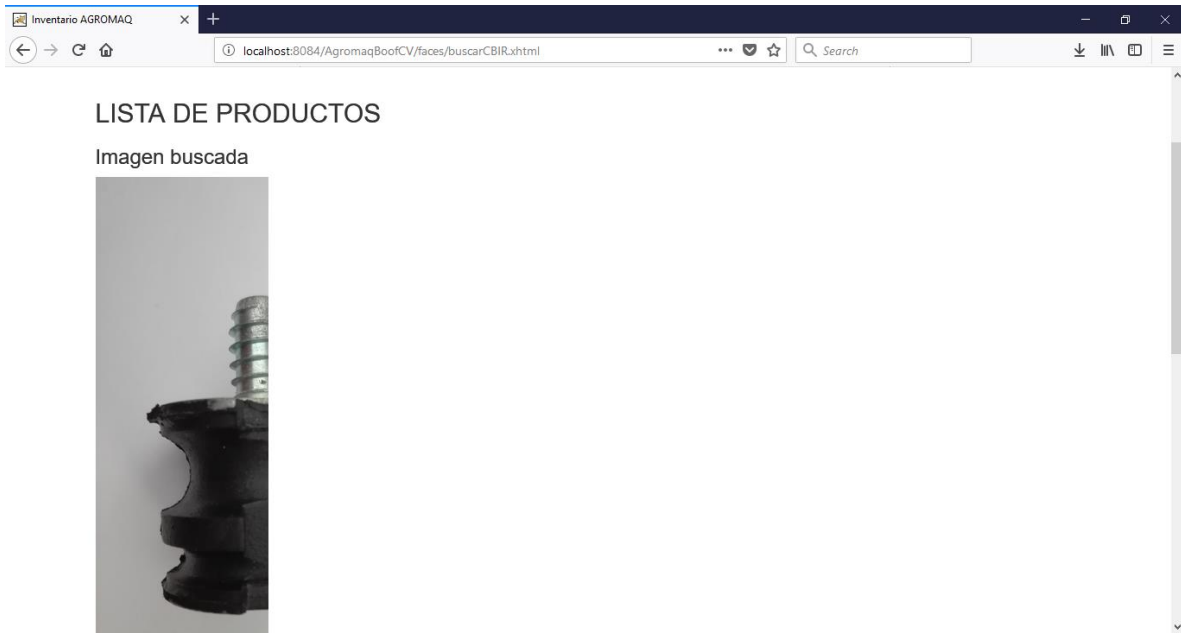 Inventario AGROMAQ
localhost:8084/AgromaqBoofCV/faces/buscarCBIR.xhtml
Search
LISTA DE PRODUCTOS
Imagen buscada